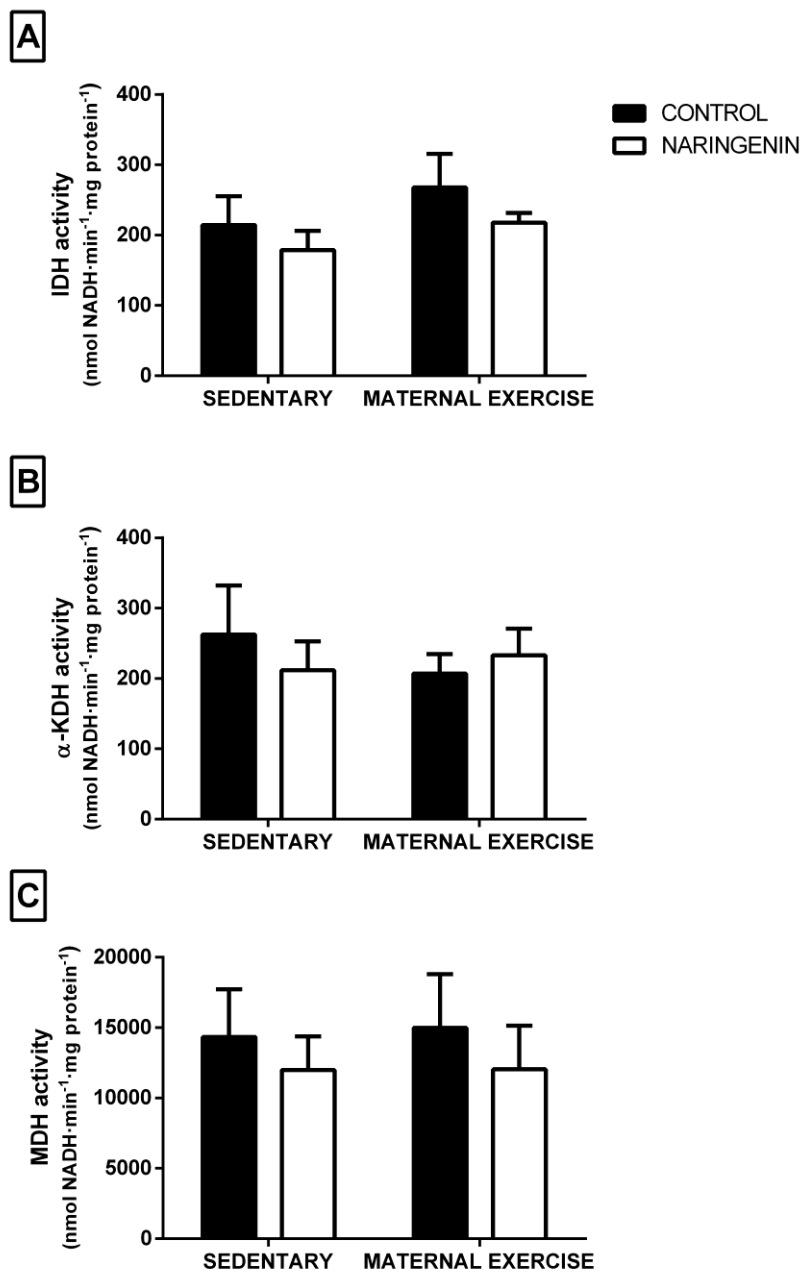 A
400
300
200
100
0
IDH activity
(nmol NADH·min⁻¹·mg protein⁻¹)
SEDENTARY
MATERNAL EXERCISE
CONTROL
NARINGENIN
B
400
300
200
100
0
α-KDH activity
(nmol NADH·min⁻¹·mg protein⁻¹)
SEDENTARY
MATERNAL EXERCISE
C
20000
15000
10000
5000
0
MDH activity
(nmol NADH·min⁻¹·mg protein⁻¹)
SEDENTARY
MATERNAL EXERCISE